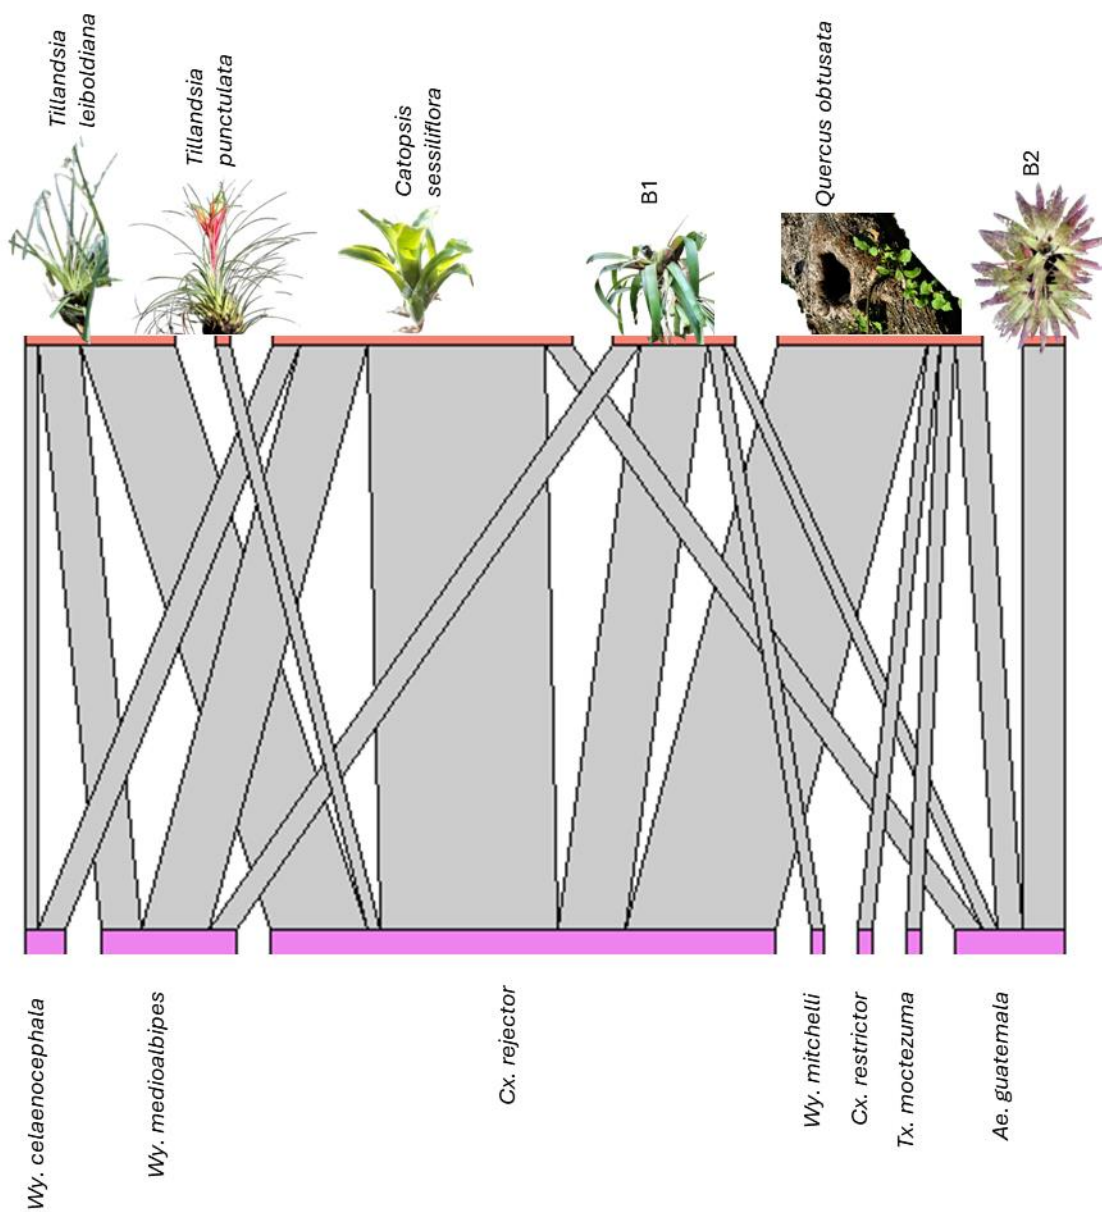 Tillandsia
leiboldiana
Tillandsia
punctulata
Catopsis
sessiliflora
B1
Quercus obtusata
B2
Wy. celaenocephala
Wy. medioalbipes
Cx. rejector
Wy. mitchelli
Cx. restrictor
Tx. moctezuma
Ae. guatemala